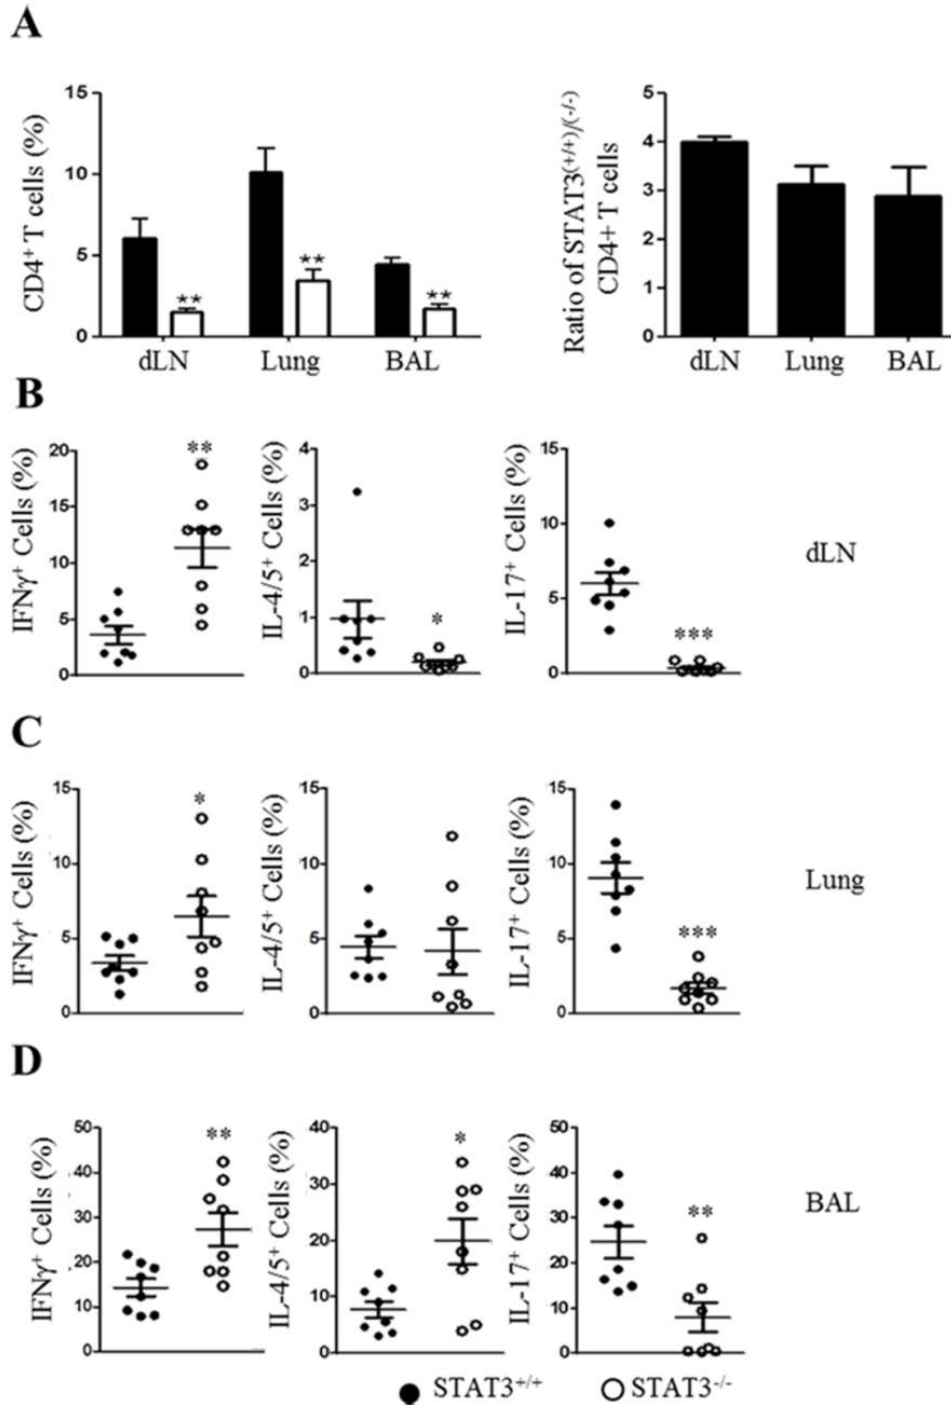 A
CD4⁺ T cells (%)
15
10
5
0
**
**
**
dLN Lung BAL
Ratio of STAT3(+/+)/(-/-)
CD4+ T cells
5
4
3
2
1
0
dLN Lung BAL
B
IFNγ⁺ Cells (%)
20
15
10
5
0
**
IL-4/5⁺ Cells (%)
4
3
2
1
0
*
IL-17⁺ Cells (%)
15
10
5
0
***
dLN
C
IFNγ⁺ Cells (%)
15
10
5
0
*
IL-4/5⁺ Cells (%)
15
10
5
0
IL-17⁺ Cells (%)
15
10
5
0
***
Lung
D
IFNγ⁺ Cells (%)
50
40
30
20
10
0
**
IL-4/5⁺ Cells (%)
40
30
20
10
0
*
IL-17⁺ Cells (%)
50
40
30
20
10
0
**
BAL
STAT3⁺/⁺ STAT3⁻/⁻